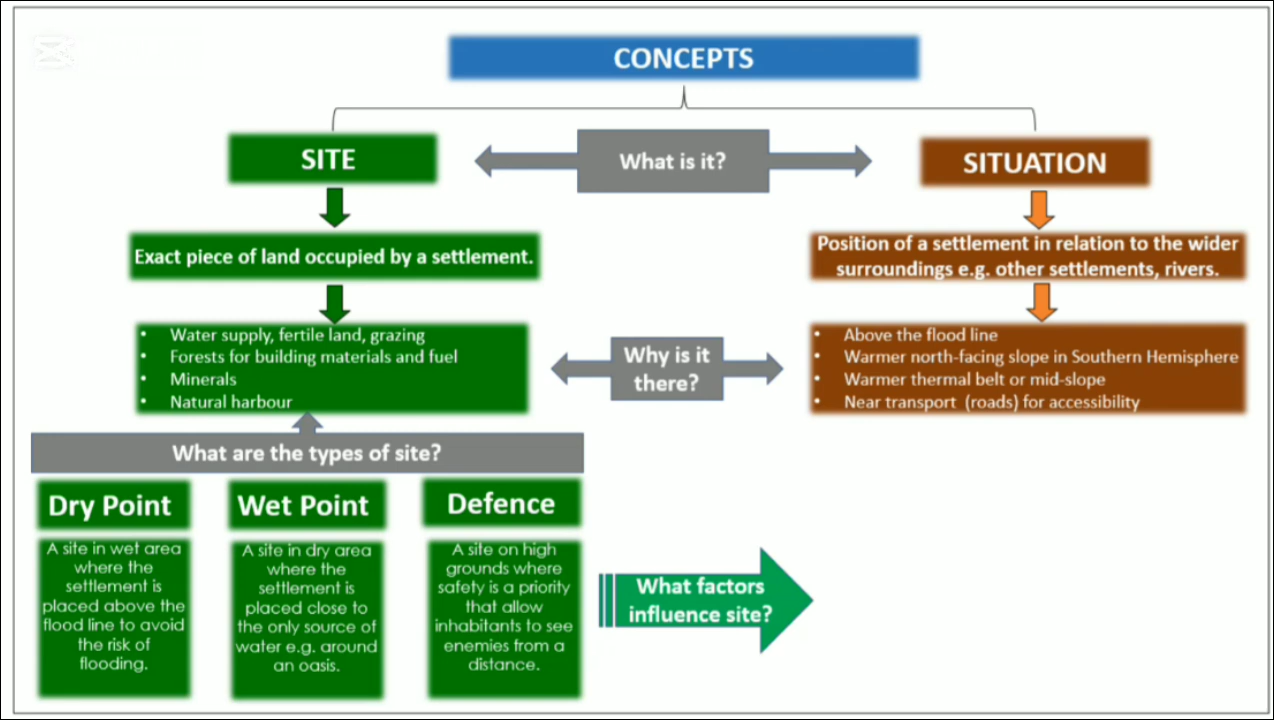 CONCEPTS
SITE
What is it?
SITUATION
Exact piece of land occupied by a settlement.
Position of a settlement in relation to the wider
surroundings e.g. other settlements, rivers.
• Water supply, fertile land, grazing
• Forests for building materials and fuel
• Minerals
• Natural harbour
Why is it
there?
• Above the flood line
• Warmer north-facing slope in Southern Hemisphere
• Warmer thermal belt or mid-slope
• Near transport (roads) for accessibility
What are the types of site?
Dry Point
A site in wet area
where the
settlement is
placed above the
flood line to avoid
the risk of
flooding.
Wet Point
A site in dry area
where the
settlement is
placed close to
the only source of
water e.g. around
an oasis.
Defence
A site on high
grounds where
safety is a priority
that allow
inhabitants to see
enemies from a
distance.
What factors
influence site?